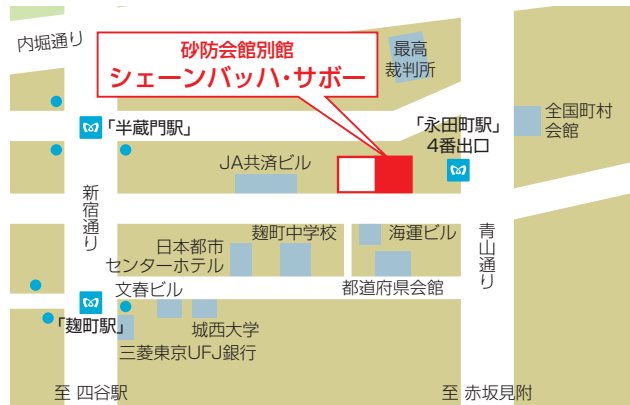 内堀通り
砂防会館別館
シェーンバッハ・サボー
最高
裁判所
「半蔵門駅」
「永田町駅」
4番出口
全国町村
会館
JA共済ビル
新宿通り
麹町中学校
海運ビル
青山通り
日本都市
センターホテル
文春ビル
都道府県会館
「麹町駅」
城西大学
三菱東京UFJ銀行
至 四谷駅
至 赤坂見附